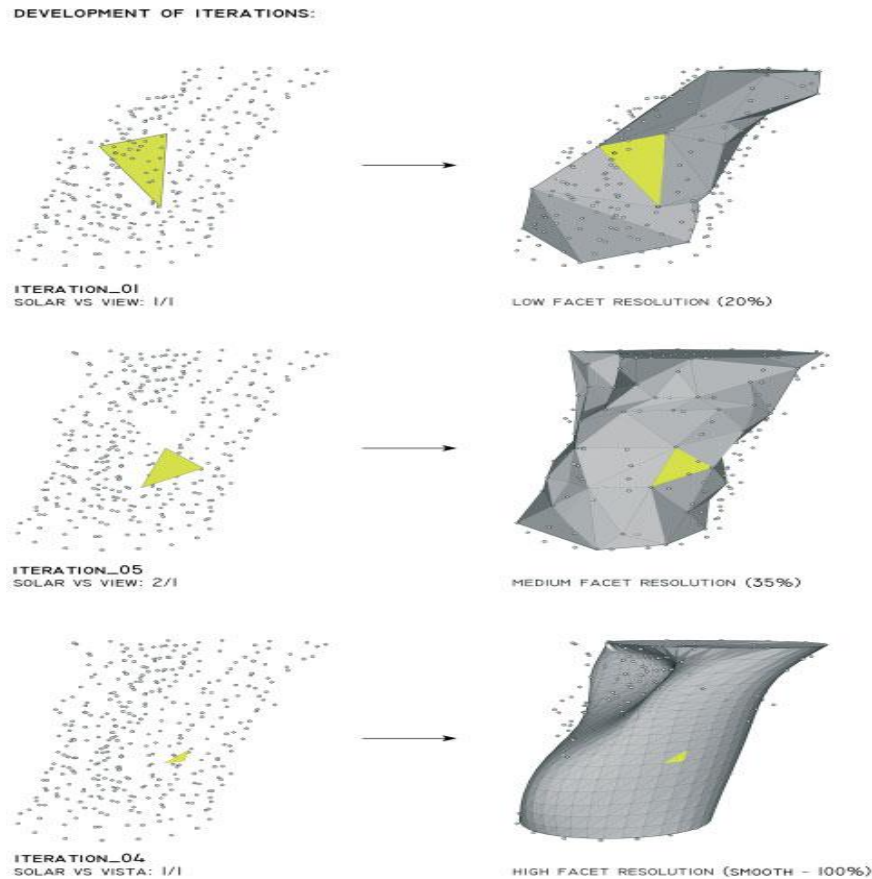 DEVELOPMENT OF ITERATIONS:
ITERATION_01
SOLAR VS VIEW: 1/1
LOW FACET RESOLUTION (20%)
ITERATION_05
SOLAR VS VIEW: 2/1
MEDIUM FACET RESOLUTION (35%)
ITERATION_04
SOLAR VS VISTA: 1/1
HIGH FACET RESOLUTION (SMOOTH - 100%)